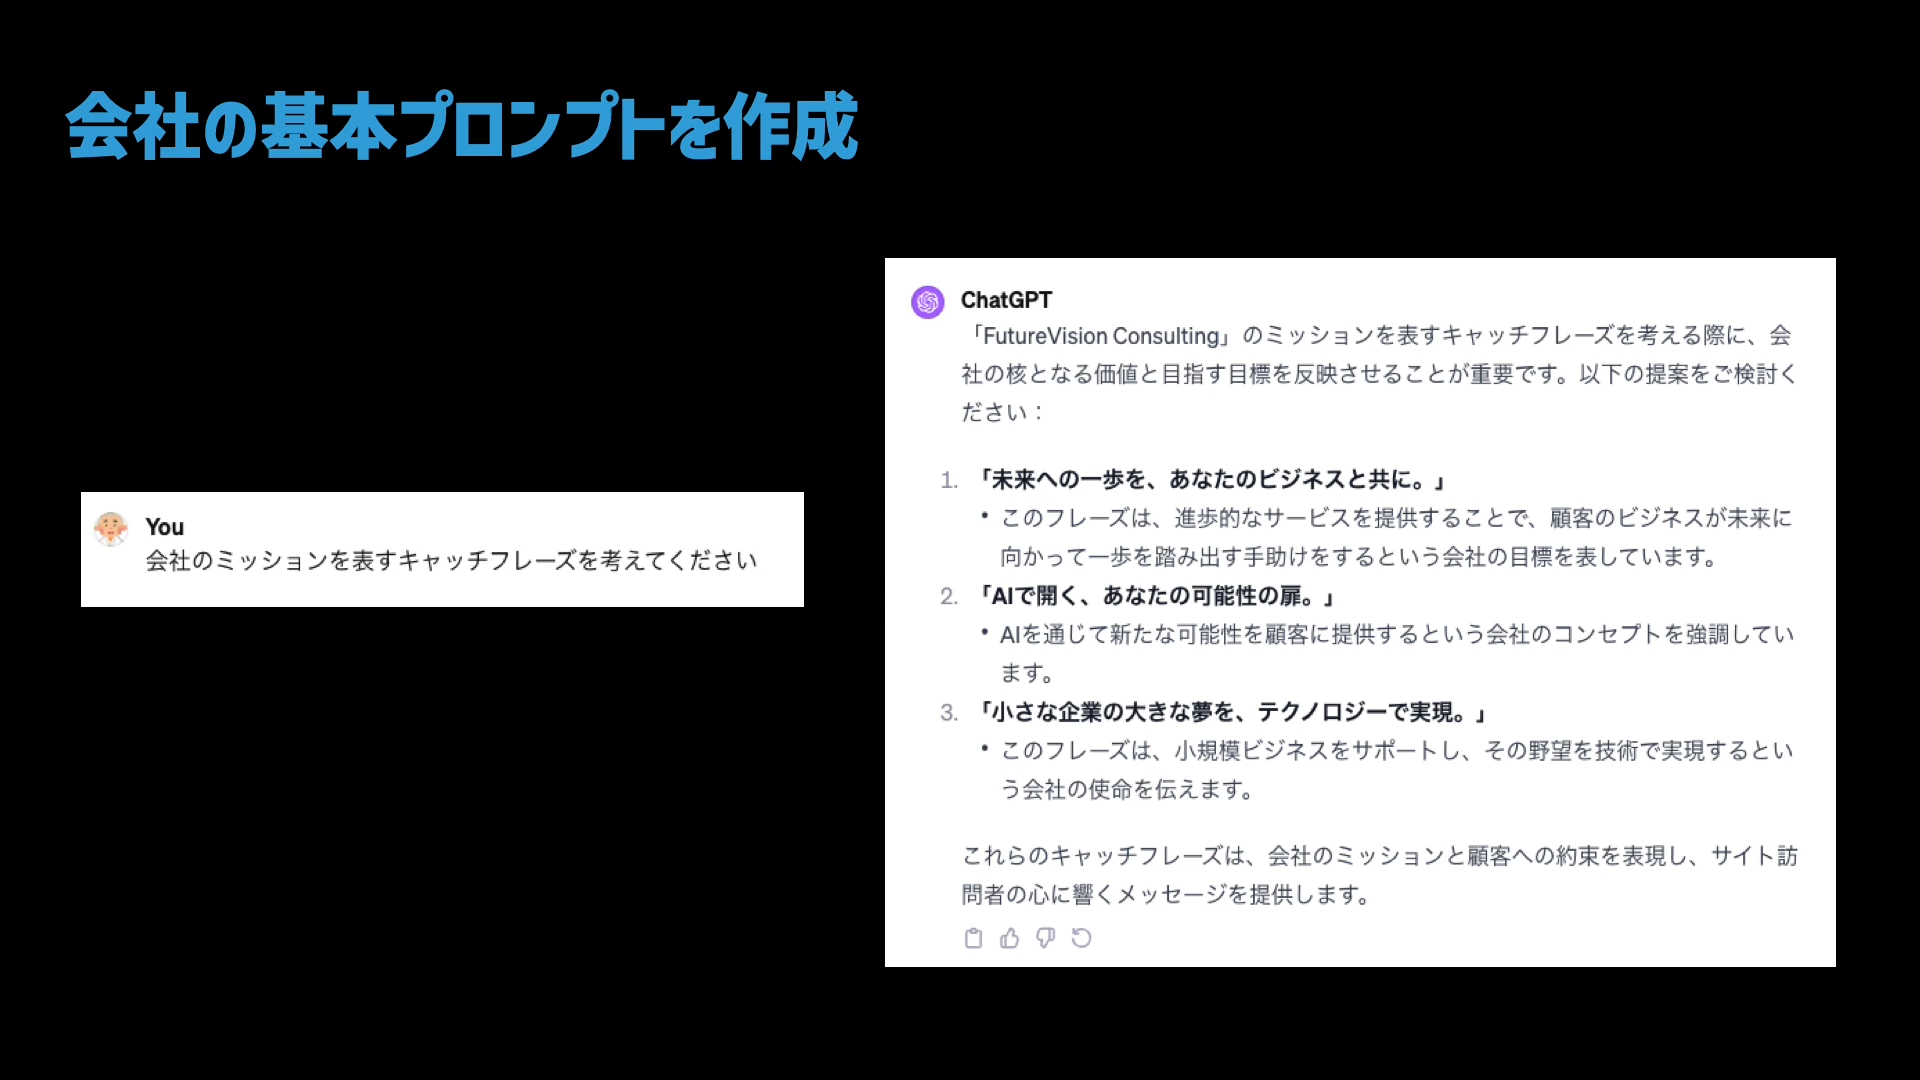 会社の基本プロンプトを作成
You
会社のミッションを表すキャッチフレーズを考えてください
ChatGPT
「FutureVision Consulting」のミッションを表すキャッチフレーズを考える際に、会
社の核となる価値と目指す目標を反映させることが重要です。以下の提案をご検討く
ださい：
1. 「未来への一歩を、あなたのビジネスと共に。」
• このフレーズは、進歩的なサービスを提供することで、顧客のビジネスが未来に
向かって一歩を踏み出す手助けをするという会社の目標を表しています。
2. 「AIで開く、あなたの可能性の扉。」
• AIを通じて新たな可能性を顧客に提供するという会社のコンセプトを強調してい
ます。
3. 「小さな企業の大きな夢を、テクノロジーで実現。」
• このフレーズは、小規模ビジネスをサポートし、その野望を技術で実現するとい
う会社の使命を伝えます。
これらのキャッチフレーズは、会社のミッションと顧客への約束を表現し、サイト訪
問者の心に響くメッセージを提供します。